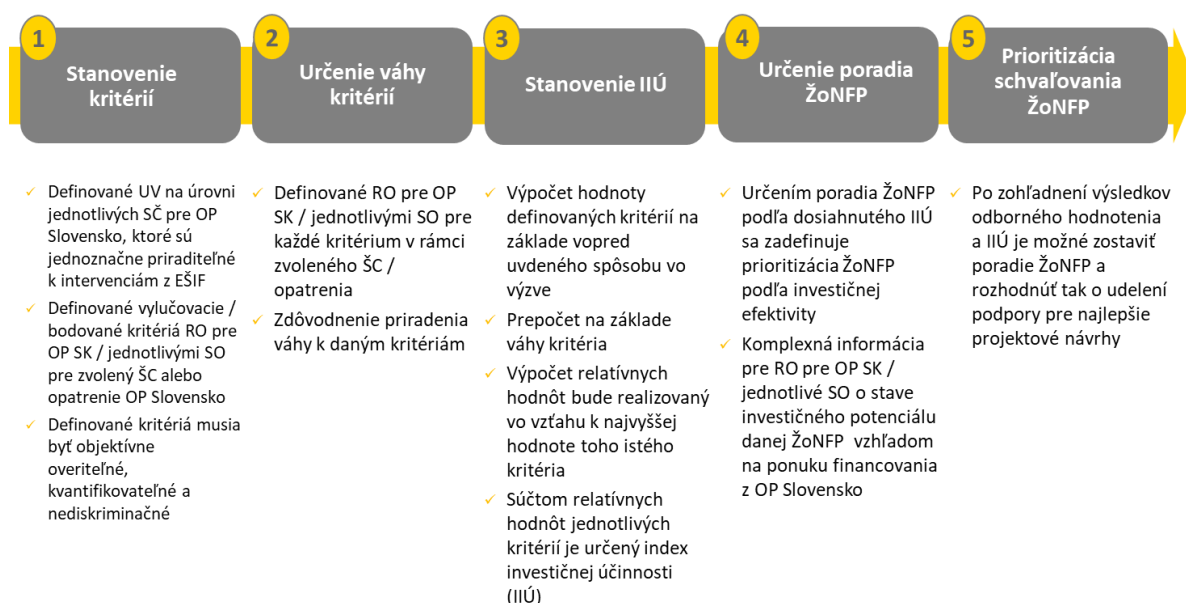 1
Stanovenie
kritérií
2
Určenie váhy
kritérií
3
Stanovenie IIÚ
4
Určenie poradia
ŽoNFP
5
Prioritizácia
schvaľovania
ŽoNFP
Definované UV na úrovni
jednotlivých SČ pre OP
Slovensko, ktoré sú
jednoznačne priraditeľné
k intervenciám z EŠIF
Definované vylučovacie /
bodované kritériá RO pre
OP SK / jednotlivými SO
pre zvolený ŠC alebo
opatrenie OP Slovensko
Definované kritériá musia
byť objektívne
overiteľné,
kvantifikovateľné a
nediskriminačné
Definované RO pre OP
SK / jednotlivými SO pre
každé kritérium v rámci
zvoleného ŠC /
opatrenia
Zdôvodnenie priradenia
váhy k daným kritériám
Výpočet hodnoty
definovaných kritérií na
základe vopred
uvdeného spôsobu vo
výzve
Prepočet na základe
váhy kritéria
Výpočet relatívnych
hodnôt bude realizovaný
vo vzťahu k najvyššej
hodnote toho istého
kritéria
Súčtom relatívnych
hodnôt jednotlivých
kritérií je určený index
investičnej účinnosti
(IIÚ)
Určením poradia ŽoNFP
podľa dosiahnutého IIÚ
sa zadefinuje
prioritizácia ŽoNFP
podľa investičnej
efektivity
Komplexná informácia
pre RO pre OP SK /
jednotlivé SO o stave
investičného potenciálu
danej ŽoNFP vzhľadom
na ponuku financovania
z OP Slovensko
Po zohľadnení výsledkov
odborného hodnotenia
a IIÚ je možné zostaviť
poradie ŽoNFP a
rozhodnúť tak o udelení
podpory pre najlepšie
projektové návrhy